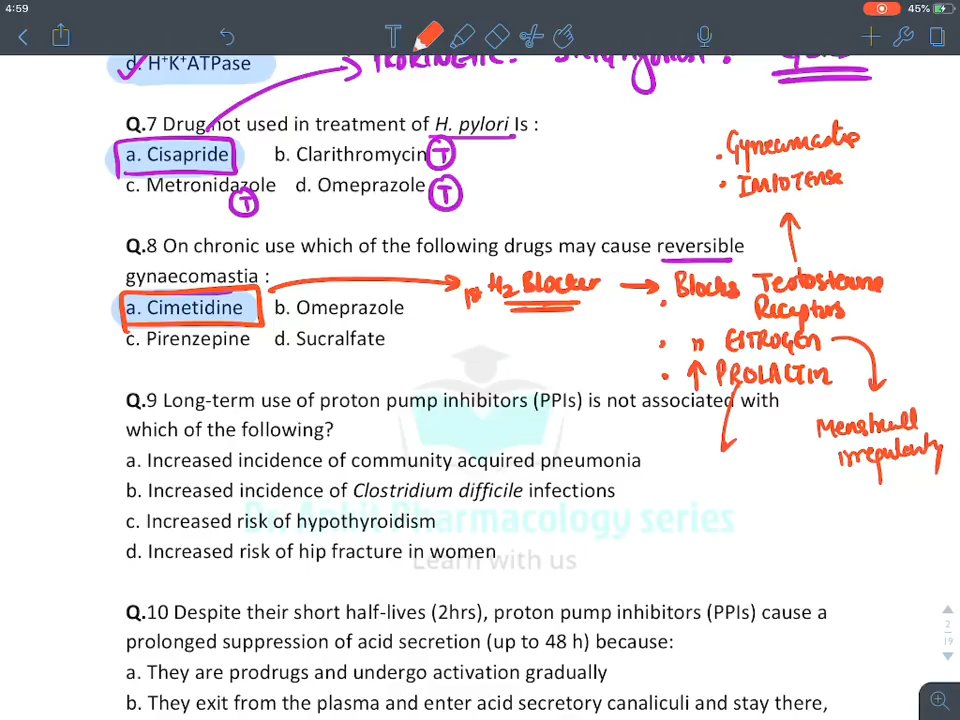 4:59
45%
T
d. H⁺K⁺ATPase
PROKINETIC.
Q.7 Drug not used in treatment of H. pylori Is :
a. Cisapride b. Clarithromycin T
c. Metronidazole d. Omeprazole T
T
• Gyneamastia
• IMPOTENSE
Q.8 On chronic use which of the following drugs may cause reversible
gynaecomastia :
H₂ Blocker → Blocks Testosterone
Receptors
a. Cimetidine b. Omeprazole
• " ESTROGEN
c. Pirenzepine d. Sucralfate
• ↑ PROLACTIN
Menstrual
irregularity
Q.9 Long-term use of proton pump inhibitors (PPIs) is not associated with
which of the following?
a. Increased incidence of community acquired pneumonia
b. Increased incidence of Clostridium difficile infections
c. Increased risk of hypothyroidism
d. Increased risk of hip fracture in women
Pharmacology series
Learn with us
Q.10 Despite their short half-lives (2hrs), proton pump inhibitors (PPIs) cause a
prolonged suppression of acid secretion (up to 48 h) because:
a. They are prodrugs and undergo activation gradually
b. They exit from the plasma and enter acid secretory canaliculi and stay there,
2
19